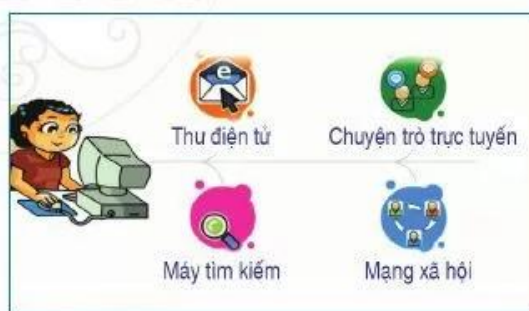 Thư điện tử
Chuyện trò trực tuyến
Máy tìm kiếm
Mạng xã hội